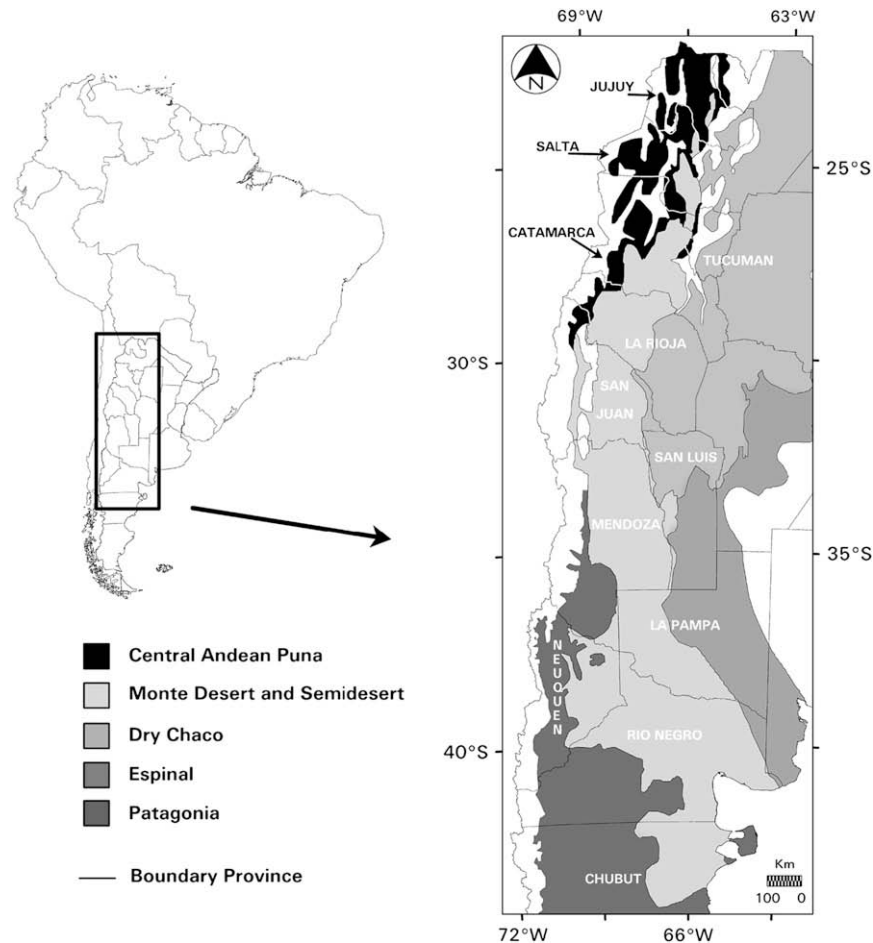 69°W
63°W
N
JUJUY
SALTA
25°S
CATAMARCA
TUCUMAN
LA RIOJA
30°S
SAN
JUAN
SAN LUIS
MENDOZA
35°S
LA PAMPA
NEUQUEN
RIO NEGRO
40°S
CHUBUT
Km
100 0
72°W
66°W
Central Andean Puna
Monte Desert and Semidesert
Dry Chaco
Espinal
Patagonia
Boundary Province